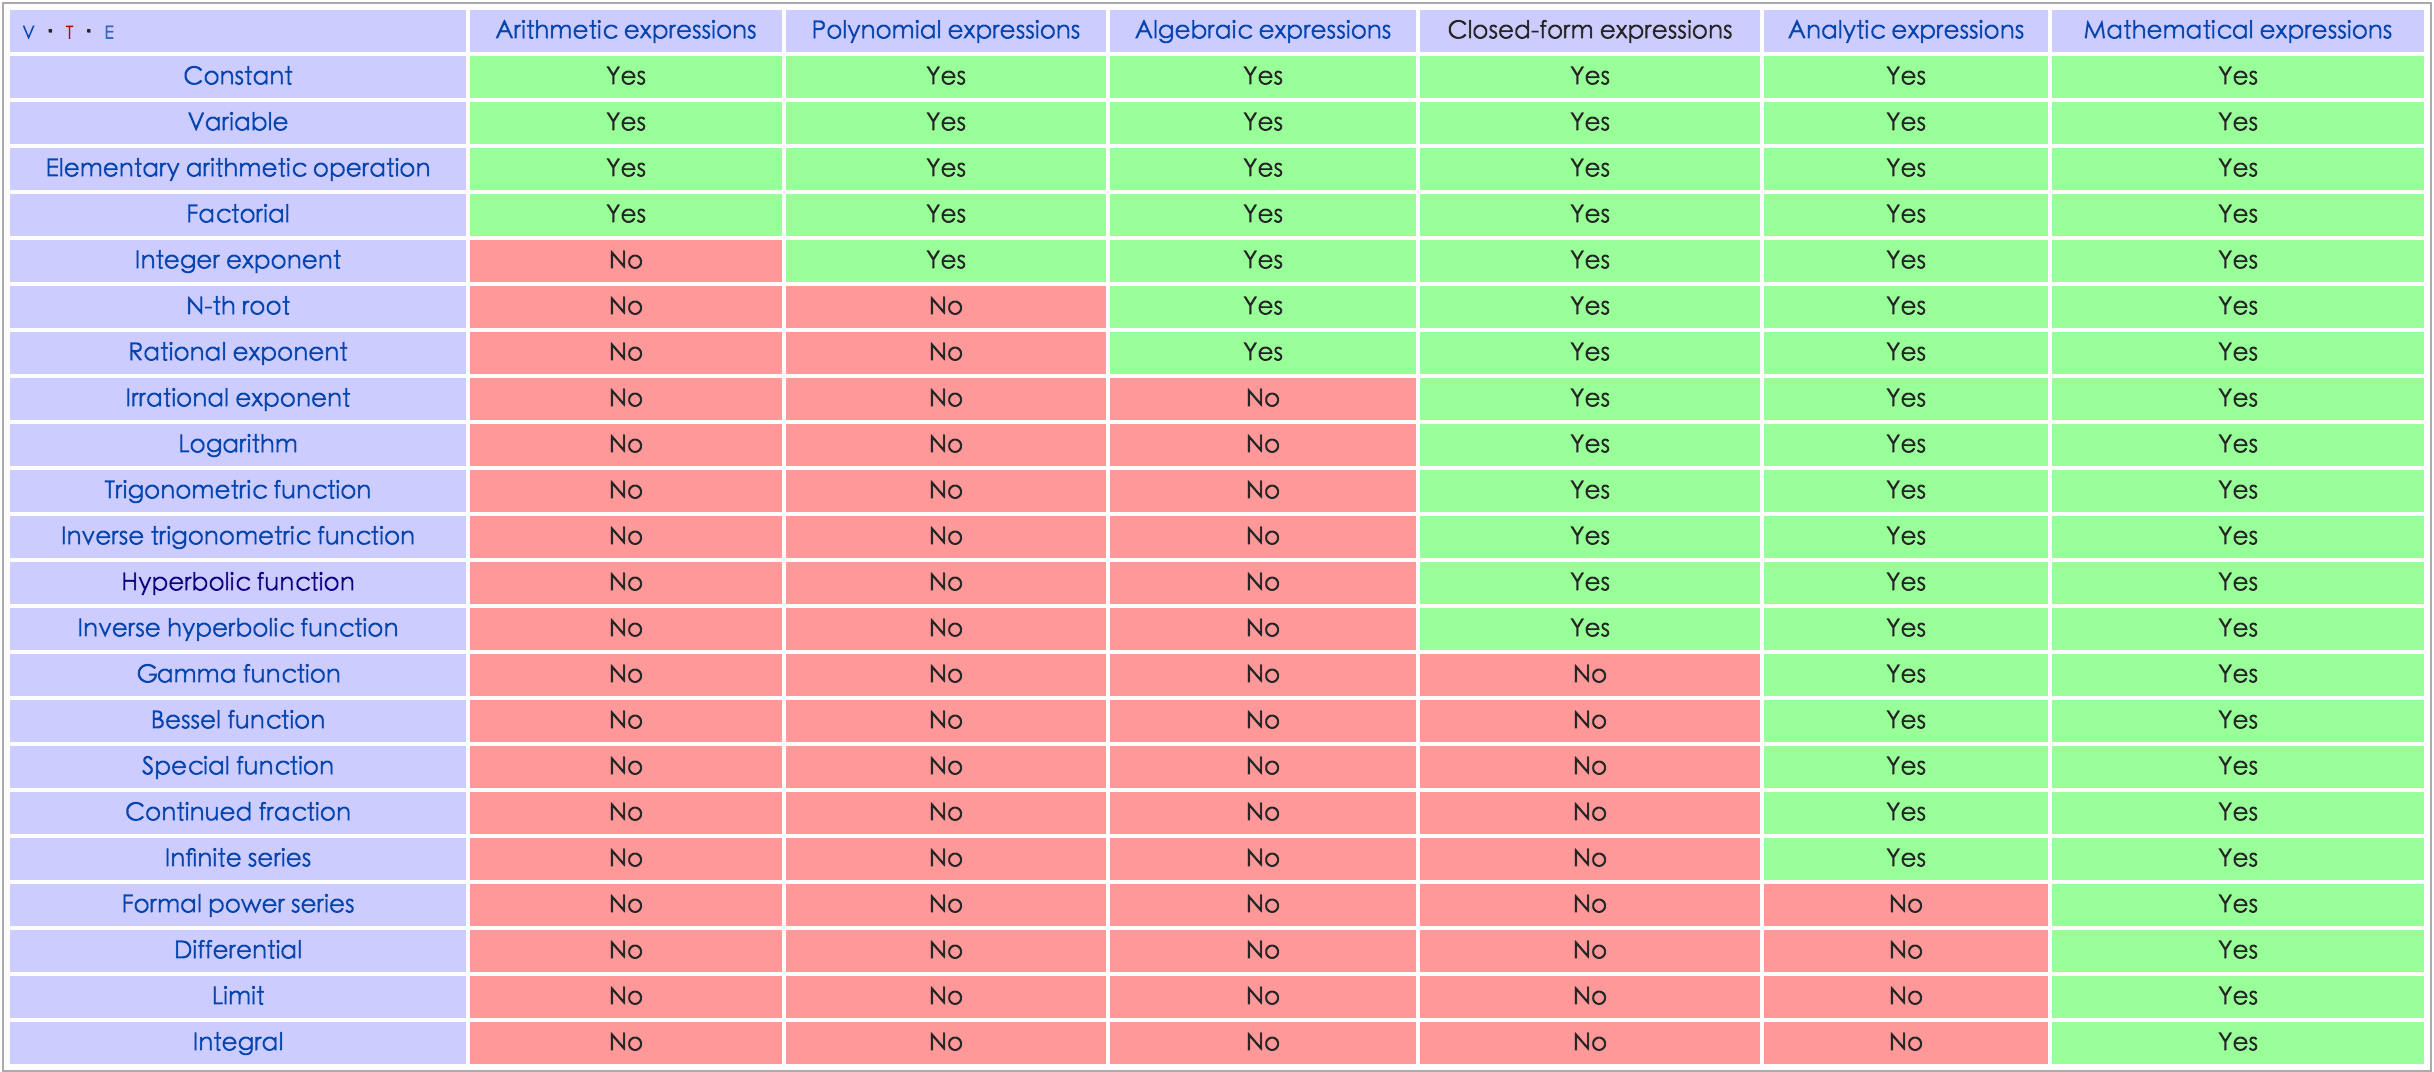 V · T · E Arithmetic expressions Polynomial expressions Algebraic expressions Closed-form expressions Analytic expressions Mathematical expressions
Constant Yes Yes Yes Yes Yes Yes
Variable Yes Yes Yes Yes Yes Yes
Elementary arithmetic operation Yes Yes Yes Yes Yes Yes
Factorial Yes Yes Yes Yes Yes Yes
Integer exponent No Yes Yes Yes Yes Yes
N-th root No No Yes Yes Yes Yes
Rational exponent No No Yes Yes Yes Yes
Irrational exponent No No No Yes Yes Yes
Logarithm No No No Yes Yes Yes
Trigonometric function No No No Yes Yes Yes
Inverse trigonometric function No No No Yes Yes Yes
Hyperbolic function No No No Yes Yes Yes
Inverse hyperbolic function No No No Yes Yes Yes
Gamma function No No No No Yes Yes
Bessel function No No No No Yes Yes
Special function No No No No Yes Yes
Continued fraction No No No No Yes Yes
Infinite series No No No No Yes Yes
Formal power series No No No No No Yes
Differential No No No No No Yes
Limit No No No No No Yes
Integral No No No No No Yes